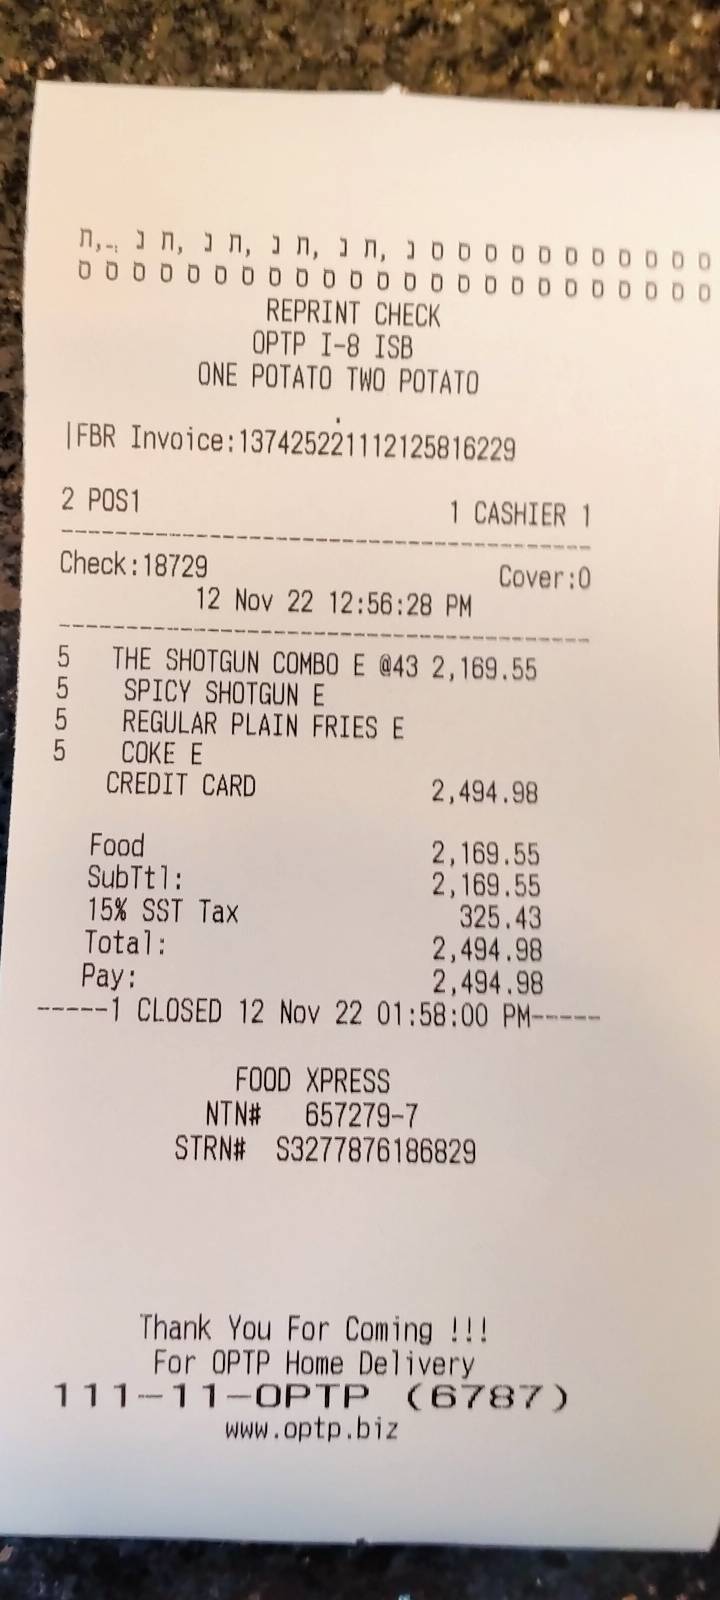 ת,.. נ ת, נ ת, נ ת, נ ת, נ ס ס ס ס ס ס ס ס ס ס ס
ס ס ס ס ס ס ס ס ס ס ס ס ס ס ס ס ס ס ס ס ס ס ס ס
REPRINT CHECK
OPTP I-8 ISB
ONE POTATO TWO POTATO
|FBR Invoice:137425221112125816229
2 POS1 1 CASHIER 1
Check:18729 Cover:0
12 Nov 22 12:56:28 PM
5 THE SHOTGUN COMBO E @43 2,169.55
5 SPICY SHOTGUN E
5 REGULAR PLAIN FRIES E
5 COKE E
CREDIT CARD 2,494.98
Food 2,169.55
SubTtl: 2,169.55
15% SST Tax 325.43
Total: 2,494.98
Pay: 2,494.98
-----1 CLOSED 12 Nov 22 01:58:00 PM-----
FOOD XPRESS
NTN# 657279-7
STRN# S3277876186829
Thank You For Coming !!!
For OPTP Home Delivery
111-11-OPTP (6787)
www.optp.biz